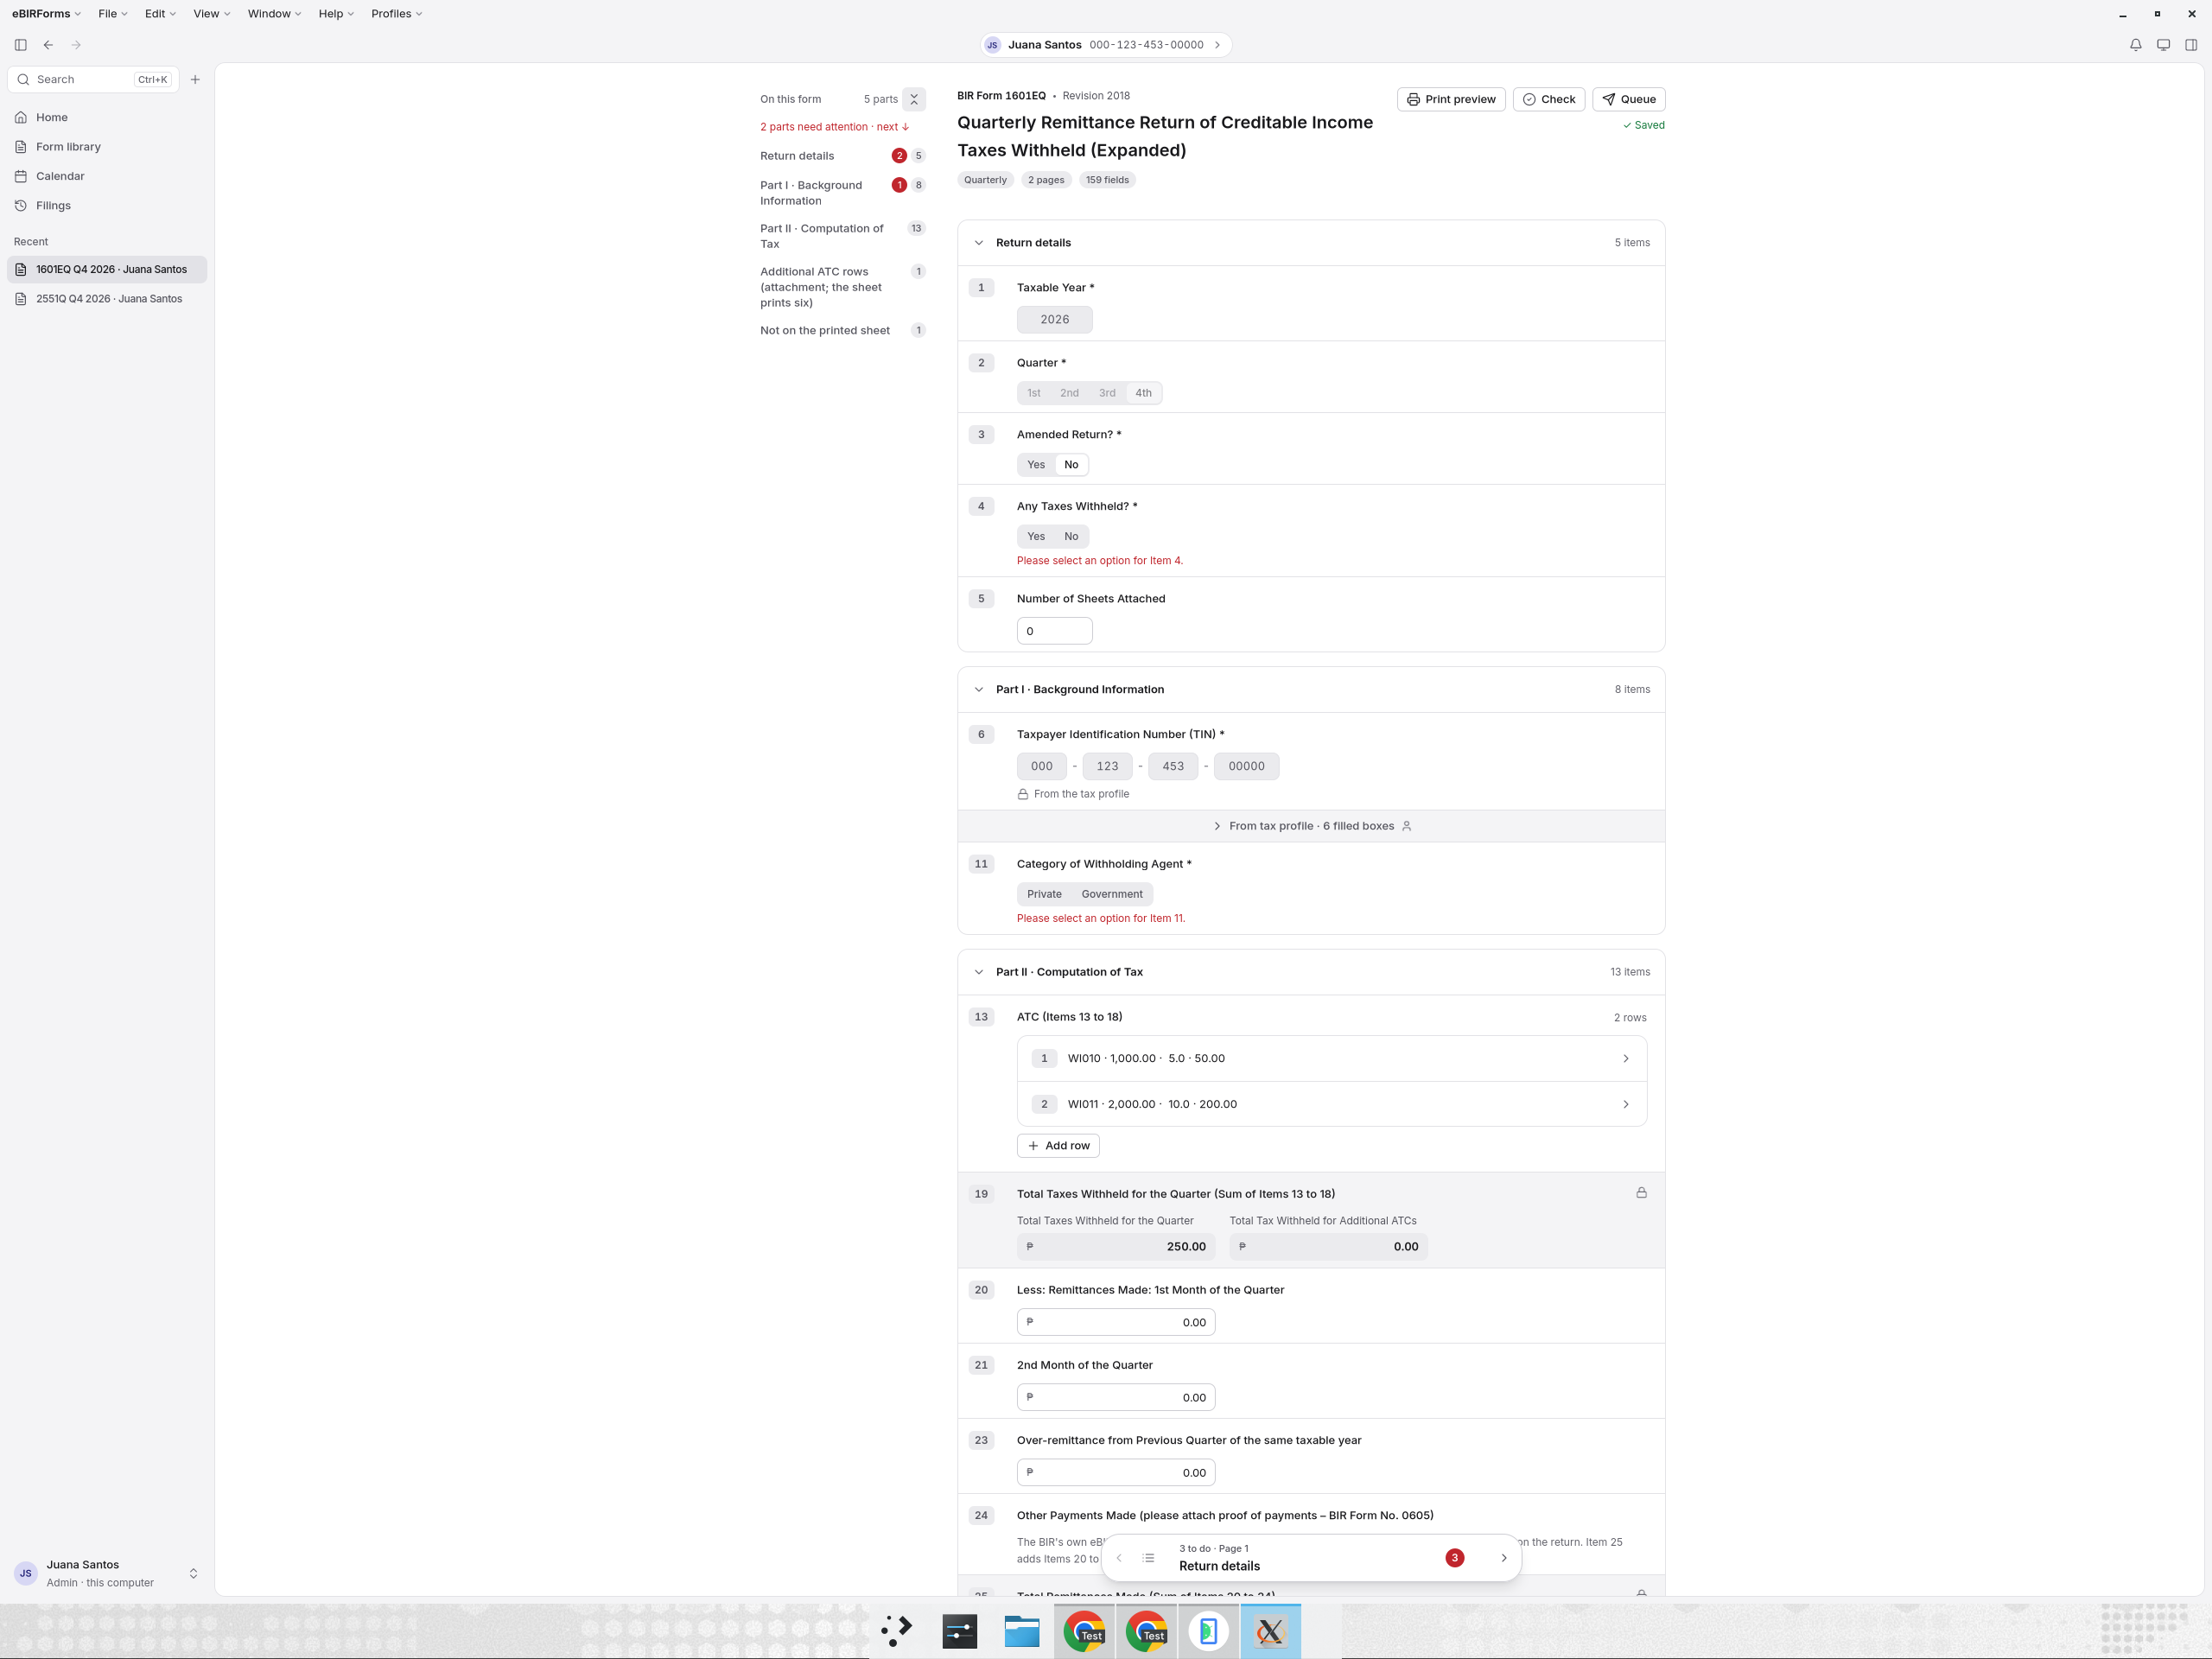 eBIRForms File Edit View Window Help Profiles
JS Juana Santos 000-123-453-00000
Search Ctrl+K
Home
Form library
Calendar
Filings
Recent
1601EQ Q4 2026 · Juana Santos
2551Q Q4 2026 · Juana Santos
On this form 5 parts
2 parts need attention · next ↓
Return details 2 5
Part I · Background 1 8
Information
Part II · Computation of 13
Tax
Additional ATC rows 1
(attachment; the sheet
prints six)
Not on the printed sheet 1
BIR Form 1601EQ • Revision 2018
Print preview Check Queue
Quarterly Remittance Return of Creditable Income
Taxes Withheld (Expanded)
✓ Saved
Quarterly 2 pages 159 fields
Return details 5 items
1 Taxable Year *
2026
2 Quarter *
1st 2nd 3rd 4th
3 Amended Return? *
Yes No
4 Any Taxes Withheld? *
Yes No
Please select an option for Item 4.
5 Number of Sheets Attached
0
Part I · Background Information 8 items
6 Taxpayer Identification Number (TIN) *
000 - 123 - 453 - 00000
From the tax profile
From tax profile · 6 filled boxes
11 Category of Withholding Agent *
Private Government
Please select an option for Item 11.
Part II · Computation of Tax 13 items
13 ATC (Items 13 to 18) 2 rows
1 WI010 · 1,000.00 · 5.0 · 50.00
2 WI011 · 2,000.00 · 10.0 · 200.00
+ Add row
19 Total Taxes Withheld for the Quarter (Sum of Items 13 to 18)
Total Taxes Withheld for the Quarter Total Tax Withheld for Additional ATCs
₱ 250.00 ₱ 0.00
20 Less: Remittances Made: 1st Month of the Quarter
₱ 0.00
21 2nd Month of the Quarter
₱ 0.00
23 Over-remittance from Previous Quarter of the same taxable year
₱ 0.00
24 Other Payments Made (please attach proof of payments – BIR Form No. 0605)
The BIR's own on the return. Item 25
adds Items 20 to
25 Total Remittances Made (Sum of Items 20 to 24)
3 to do · Page 1
Return details 3
JS Juana Santos
Admin · this computer
Test
Test